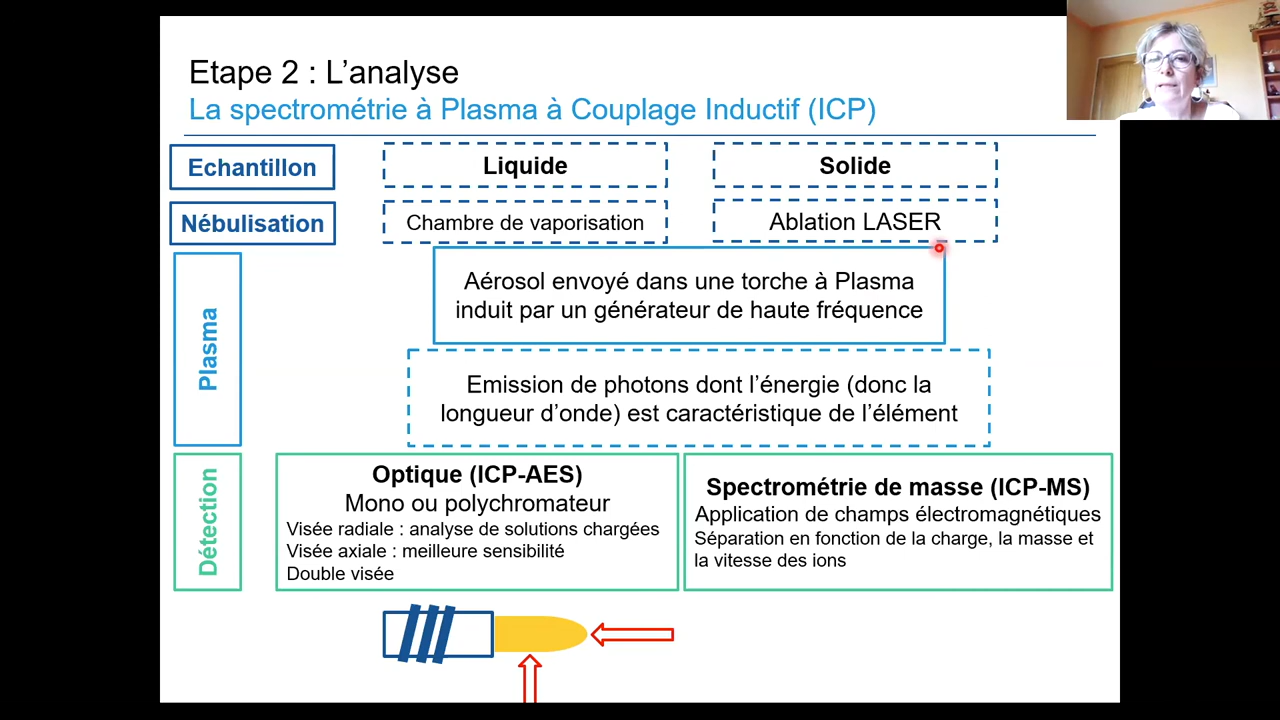 Etape 2 : L’analyse
La spectrométrie à Plasma à Couplage Inductif (ICP)
Echantillon
Liquide
Solide
Nébulisation
Chambre de vaporisation
Ablation LASER
Plasma
Aérosol envoyé dans une torche à Plasma
induit par un générateur de haute fréquence
Emission de photons dont l’énergie (donc la
longueur d’onde) est caractéristique de l’élément
Détection
Optique (ICP-AES)
Mono ou polychromateur
Visée radiale : analyse de solutions chargées
Visée axiale : meilleure sensibilité
Double visée
Spectrométrie de masse (ICP-MS)
Application de champs électromagnétiques
Séparation en fonction de la charge, la masse et
la vitesse des ions